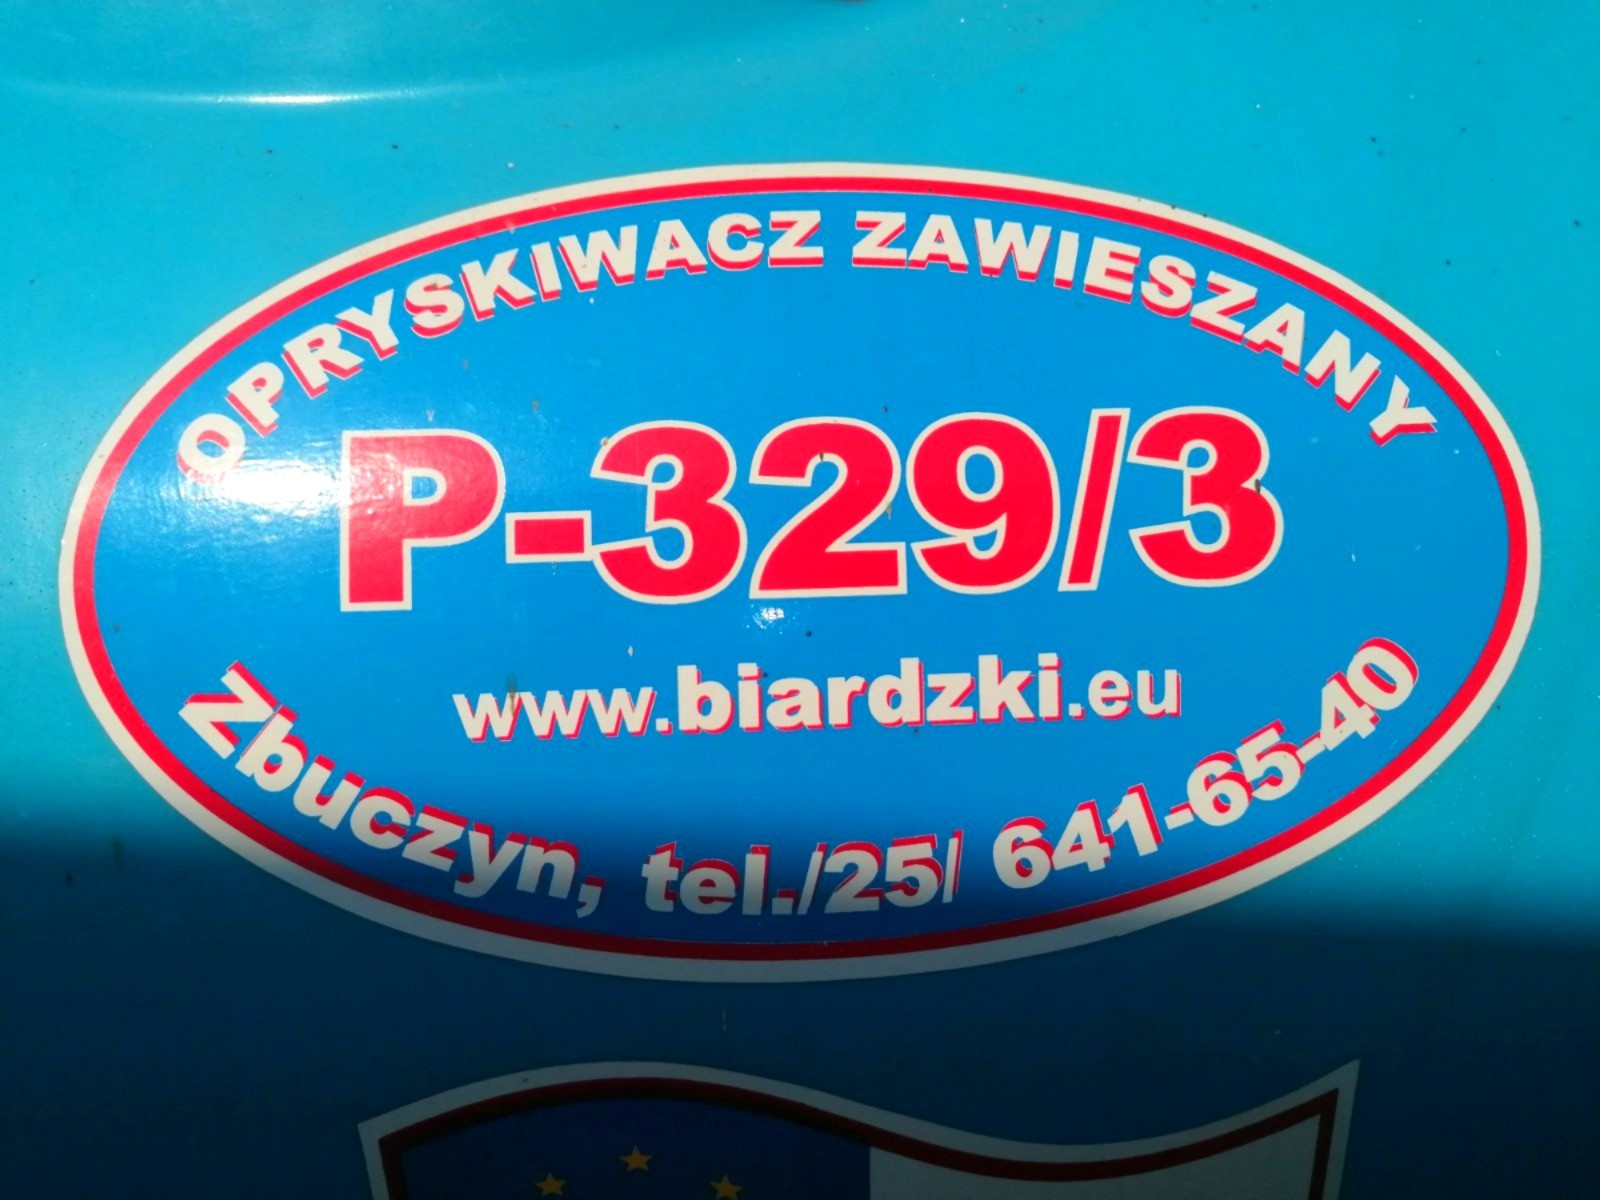 OPRYSKIWACZ ZAWIESZANY
P-329/3
www.biardzki.eu
Zbuczyn, tel./25/ 641-65-40